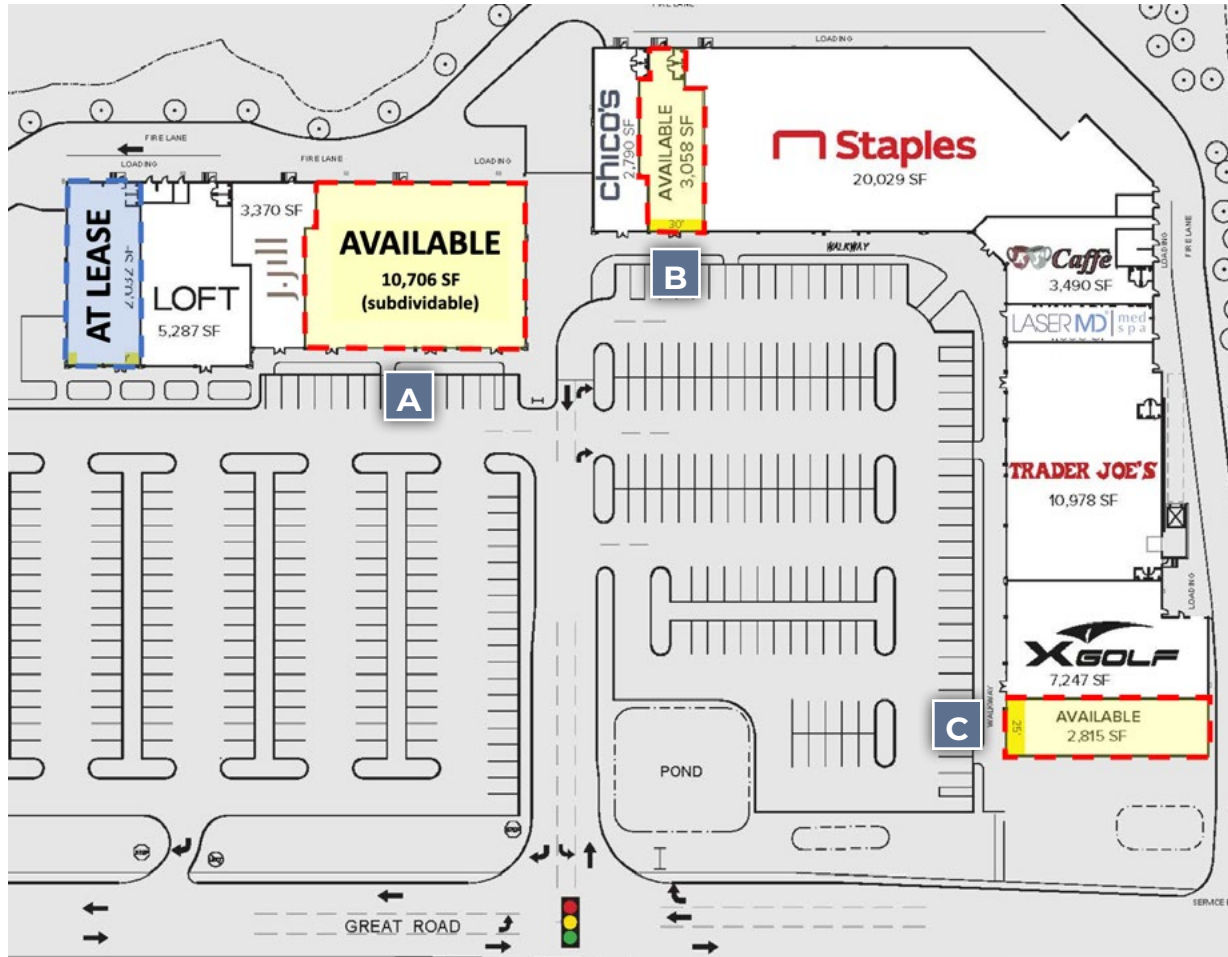 FIRE LANE
LOADING
FIRE LANE
LOADING
FIRE LANE
LOADING
AT LEASE
LOFT
5,287 SF
3,370 SF
J.Jill
AVAILABLE
10,706 SF
(subdividable)
A
chico's
2,790 SF
AVAILABLE
3,058 SF
30'
B
Staples
20,029 SF
WALKWAY
LOADING
FIRE LANE
Caffé
3,490 SF
LASER MD
med
spa
TRADER JOE'S
10,978 SF
LOADING
X GOLF
7,247 SF
WALKWAY
C
25'
AVAILABLE
2,815 SF
POND
GREAT ROAD